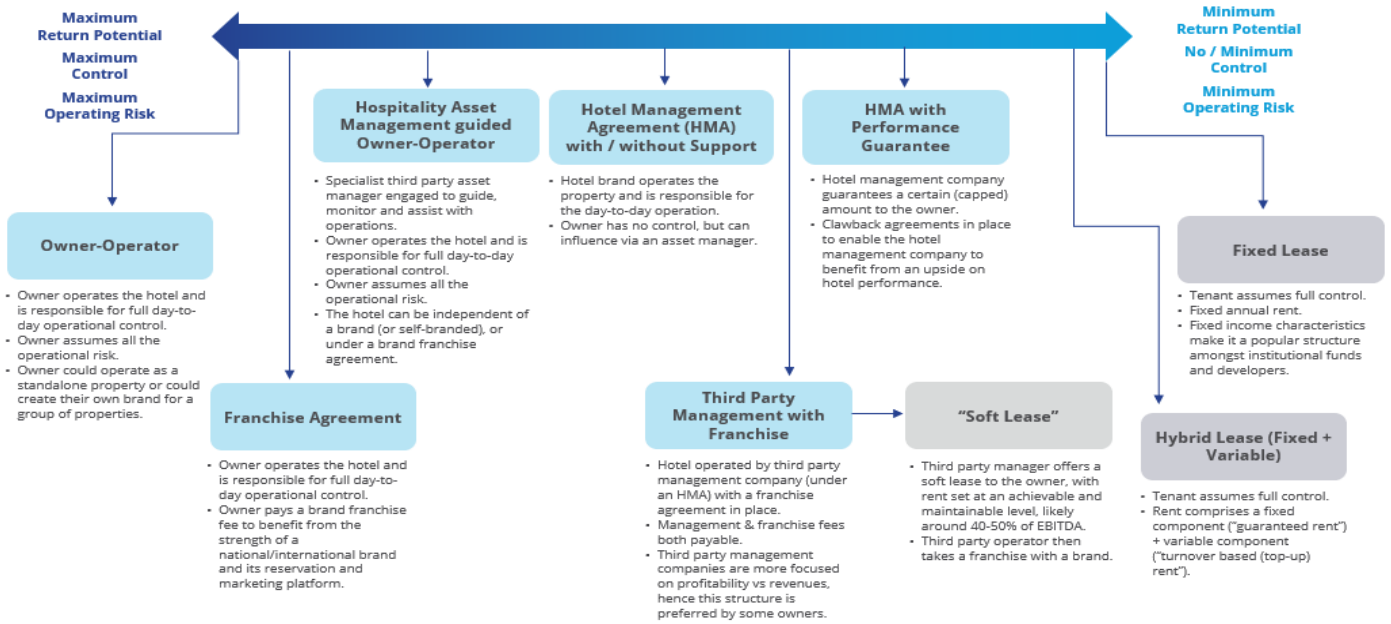 Maximum
Return Potential
Maximum
Control
Maximum
Operating Risk
Minimum
Return Potential
No / Minimum
Control
Minimum
Operating Risk
Owner-Operator
• Owner operates the hotel and
is responsible for full day-to-
day operational control.
• Owner assumes all the
operational risk.
• Owner could operate as a
standalone property or could
create their own brand for a
group of properties.
Franchise Agreement
• Owner operates the hotel and
is responsible for full day-to-
day operational control.
• Owner pays a brand franchise
fee to benefit from the
strength of a
national/international brand
and its reservation and
marketing platform.
Hospitality Asset
Management guided
Owner-Operator
• Specialist third party asset
manager engaged to guide,
monitor and assist with
operations.
• Owner operates the hotel and is
responsible for full day-to-day
operational control.
• Owner assumes all the
operational risk.
• The hotel can be independent of
a brand (or self-branded), or
under a brand franchise
agreement.
Hotel Management
Agreement (HMA)
with / without Support
• Hotel brand operates the
property and is responsible for
the day-to-day operation.
• Owner has no control, but can
influence via an asset manager.
Third Party
Management with
Franchise
• Hotel operated by third party
management company (under
an HMA) with a franchise
agreement in place.
• Management & franchise fees
both payable.
• Third party management
companies are more focused
on profitability vs revenues,
hence this structure is
preferred by some owners.
HMA with
Performance
Guarantee
• Hotel management company
guarantees a certain (capped)
amount to the owner.
• Clawback agreements in place
to enable the hotel
management company to
benefit from an upside on
hotel performance.
“Soft Lease”
• Third party manager offers a
soft lease to the owner, with
rent set at an achievable and
maintainable level, likely
around 40-50% of EBITDA.
• Third party operator then
takes a franchise with a brand.
Fixed Lease
• Tenant assumes full control.
• Fixed annual rent.
• Fixed income characteristics
make it a popular structure
amongst institutional funds
and developers.
Hybrid Lease (Fixed +
Variable)
• Tenant assumes full control.
• Rent comprises a fixed
component (“guaranteed rent”)
+ variable component
(“turnover based (top-up)
rent”).